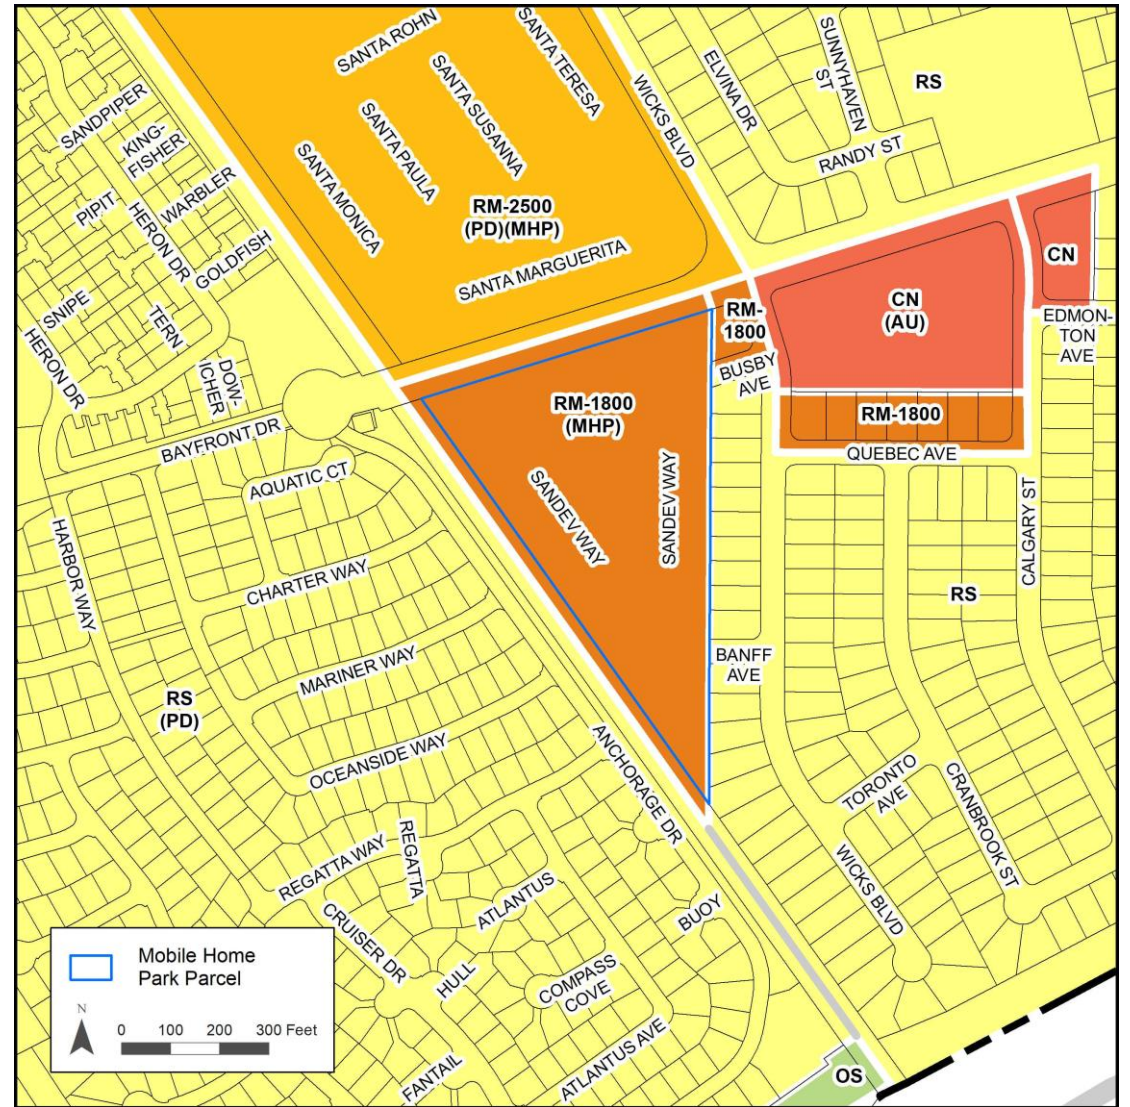 SANTA ROHN
SANTA TERESA
SANTA SUSANNA
SANTA PAULA
SANTA MONICA
RM-2500
(PD)(MHP)
SANTA MARGUERITA
WICKS BLVD
ELVINA DR
SUNNYHAVEN
ST
RS
RANDY ST
SANDPIPER
KING-
FISHER
WARBLER
PIPIT
HERON DR
GOLDFISH
SNIPE
TERN
HERON DR
DOW-
ICHER
BAYFRONT DR
AQUATIC CT
CN
CN
(AU)
EDMON-
TON
AVE
RM-
1800
BUSBY
AVE
RM-1800
QUEBEC AVE
RM-1800
(MHP)
SANDEV WAY
SANDEV WAY
CALGARY ST
RS
HARBOR WAY
CHARTER WAY
MARINER WAY
RS
(PD)
OCEANSIDE WAY
ANCHORAGE DR
BANFF
AVE
TORONTO
AVE
CRANBROOK ST
WICKS BLVD
REGATTA WAY
REGATTA
ATLANTUS
BUOY
CRUISER DR
HULL
COMPASS
COVE
ATLANTUS AVE
FANTAIL
OS
Mobile Home
Park Parcel
N
0 100 200 300 Feet